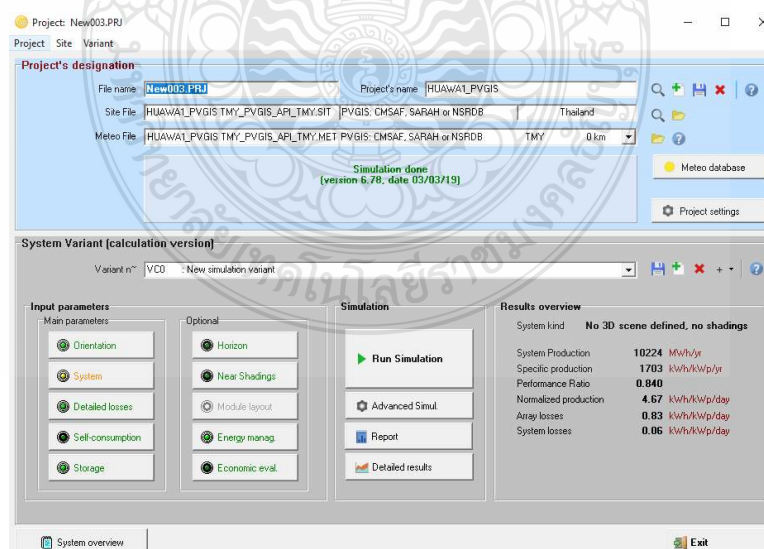 Project: New003.PRJ
Project Site Variant
Project's designation
File name New003.PRJ Project's name HUAWA1_PVGIS
Site File HUAWA1_PVGIS TMY_PVGIS_API_TMY.SIT PVGIS: CMSAF, SARAH or NSRDB Thailand
Meteo File HUAWA1_PVGIS TMY_PVGIS_API_TMY.MET PVGIS: CMSAF, SARAH or NSRDB TMY 0 km
Simulation done
(version 6.78, date 03/03/19)
Meteo database
Project settings
System Variant (calculation version)
Variant n~ VC0 : New simulation variant
Input parameters
Main parameters
Orientation
System
Detailed losses
Self-consumption
Storage
Optional
Horizon
Near Shadings
Module layout
Energy manag.
Economic eval.
Simulation
Run Simulation
Advanced Simul.
Report
Detailed results
Results overview
System kind No 3D scene defined, no shadings
System Production 10224 MWh/yr
Specific production 1703 kWh/kWp/yr
Performance Ratio 0.840
Normalized production 4.67 kWh/kWp/day
Array losses 0.83 kWh/kWp/day
System losses 0.06 kWh/kWp/day
System overview
Exit